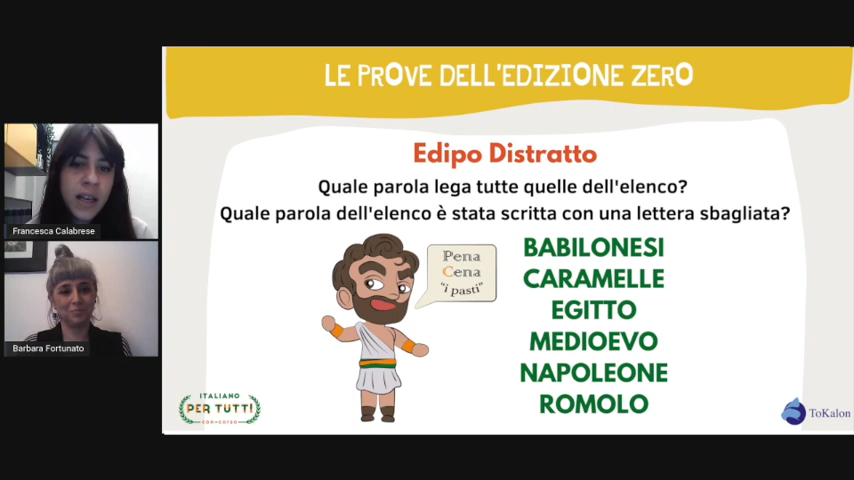 LE PROVE DELL'EDIZIONE ZERO
Edipo Distratto
Quale parola lega tutte quelle dell'elenco?
Quale parola dell'elenco è stata scritta con una lettera sbagliata?
Pena
Cena
“i pasti”
BABILONESI
CARAMELLE
EGITTO
MEDIOEVO
NAPOLEONE
ROMOLO
Francesca Calabrese
Barbara Fortunato
ITALIANO
PER TUTTI
CON-CORSO
ToKalon